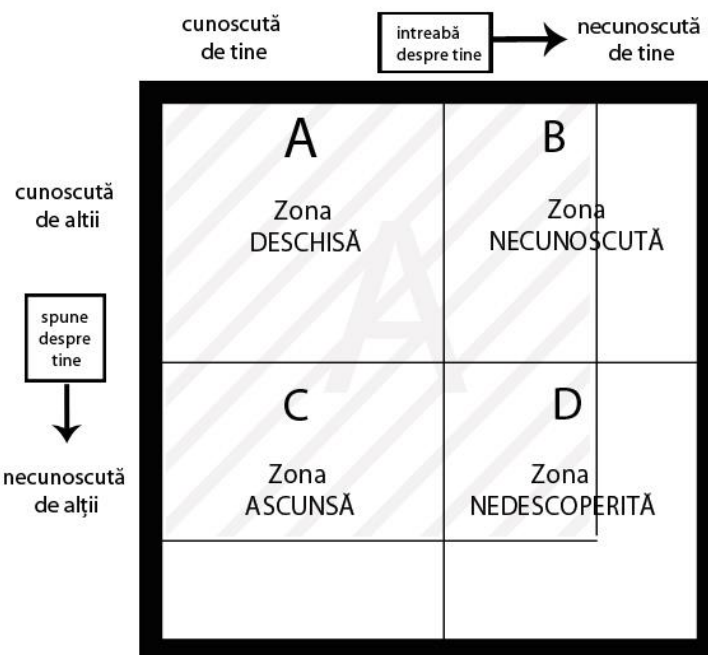 cunoscută
de tine
intreabă
despre tine
necunoscută
de tine
cunoscută
de altii
A
Zona
DESCHISĂ
B
Zona
NECUNOSCUTĂ
A
spune
despre
tine
necunoscută
de alții
C
Zona
ASCUNSĂ
D
Zona
NEDESCOPERITĂ